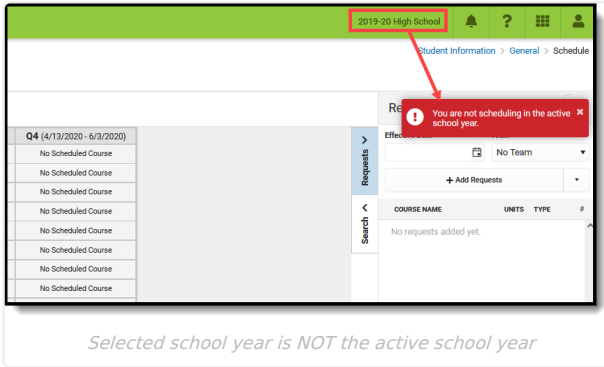 2019-20 High School
?
Student Information > General > Schedule
Re
You are not scheduling in the active
school year.
×
Q4 (4/13/2020 - 6/3/2020)
No Scheduled Course
No Scheduled Course
No Scheduled Course
No Scheduled Course
No Scheduled Course
No Scheduled Course
No Scheduled Course
No Scheduled Course
Requests
Search
No Team
+ Add Requests
COURSE NAME UNITS TYPE #
No requests added yet.
Selected school year is NOT the active school year